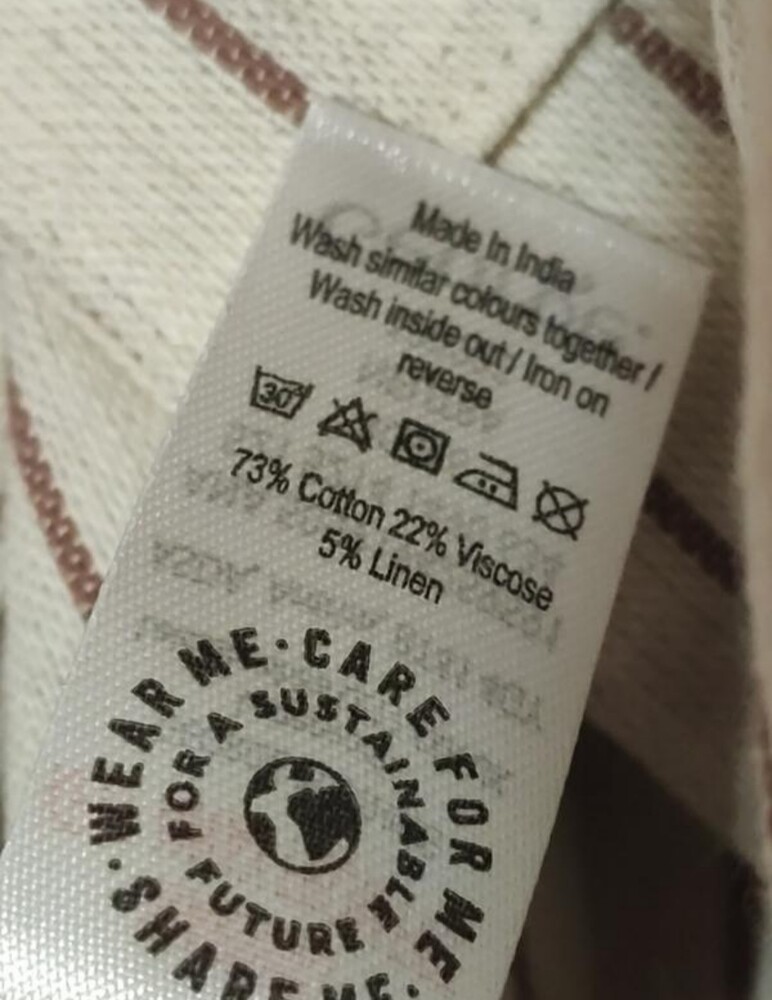 Made In India
Wash similar colours together /
Wash inside out / Iron on
reverse
30
73% Cotton 22% Viscose
5% Linen
WEAR ME · CARE FOR ME · SHARE ME ·
FOR A SUSTAINABLE FUTURE